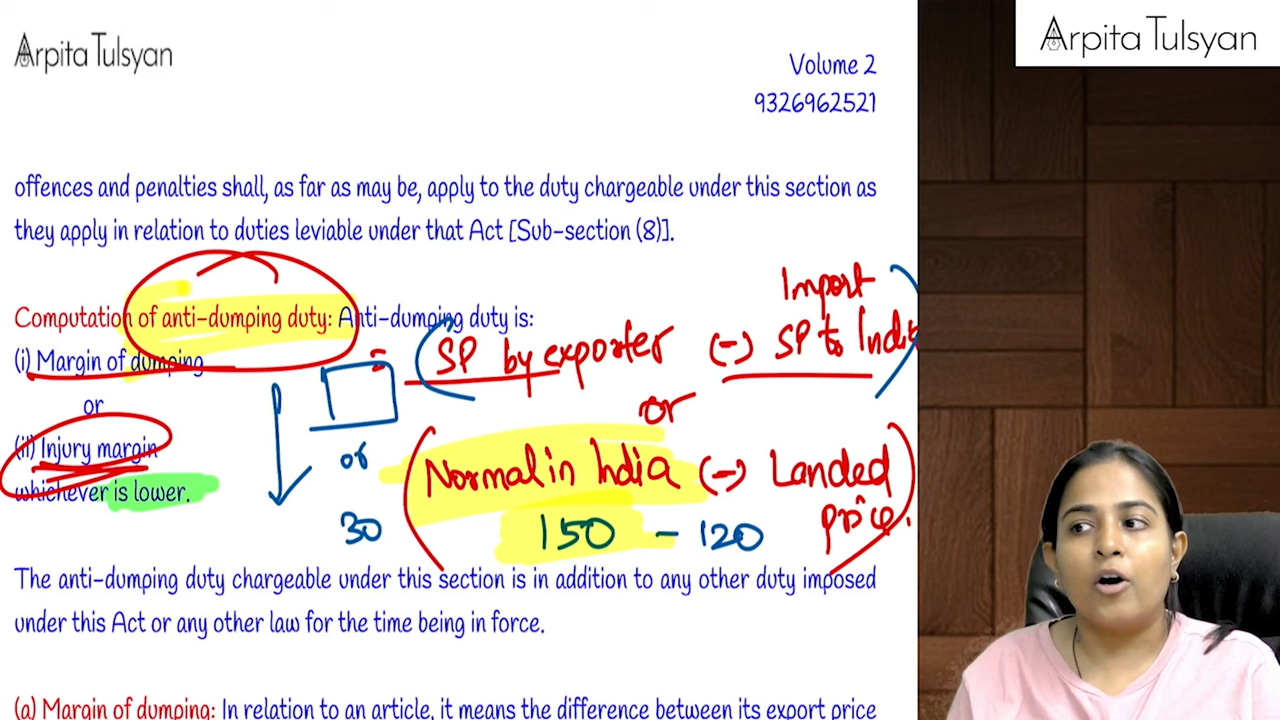 Arpita Tulsyan
Arpita Tulsyan
Volume 2
9326962521
offences and penalties shall, as far as may be, apply to the duty chargeable under this section as
they apply in relation to duties leviable under that Act [Sub-section (8)].
Import
Computation of anti-dumping duty: Anti-dumping duty is:
SP by exporter (-) SP to India
(i) Margin of dumping
or
or
(ii) Injury margin
or
Normal in India (-) Landed
price.
whichever is lower.
30
150 - 120
The anti-dumping duty chargeable under this section is in addition to any other duty imposed
under this Act or any other law for the time being in force.
(a) Margin of dumping: In relation to an article, it means the difference between its export price